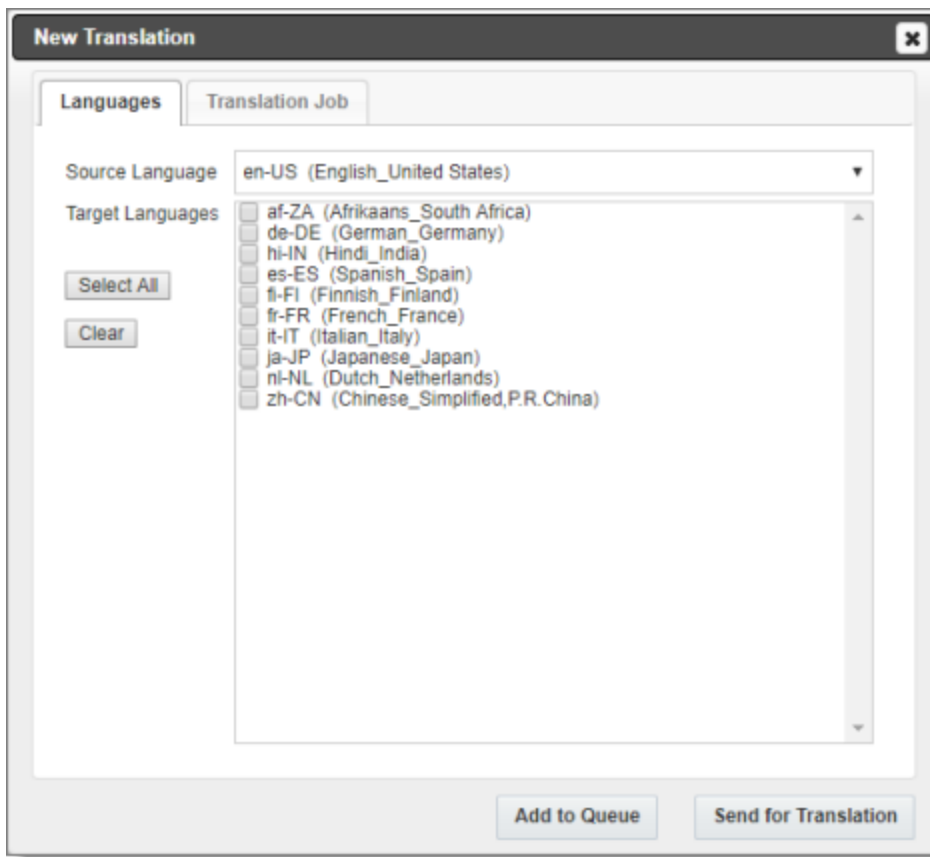 New Translation
Languages
Translation Job
Source Language
en-US (English_United States)
Target Languages
af-ZA (Afrikaans_South Africa)
de-DE (German_Germany)
hi-IN (Hindi_India)
es-ES (Spanish_Spain)
fi-FI (Finnish_Finland)
fr-FR (French_France)
it-IT (Italian_Italy)
ja-JP (Japanese_Japan)
nl-NL (Dutch_Netherlands)
zh-CN (Chinese_Simplified,P.R.China)
Select All
Clear
Add to Queue
Send for Translation